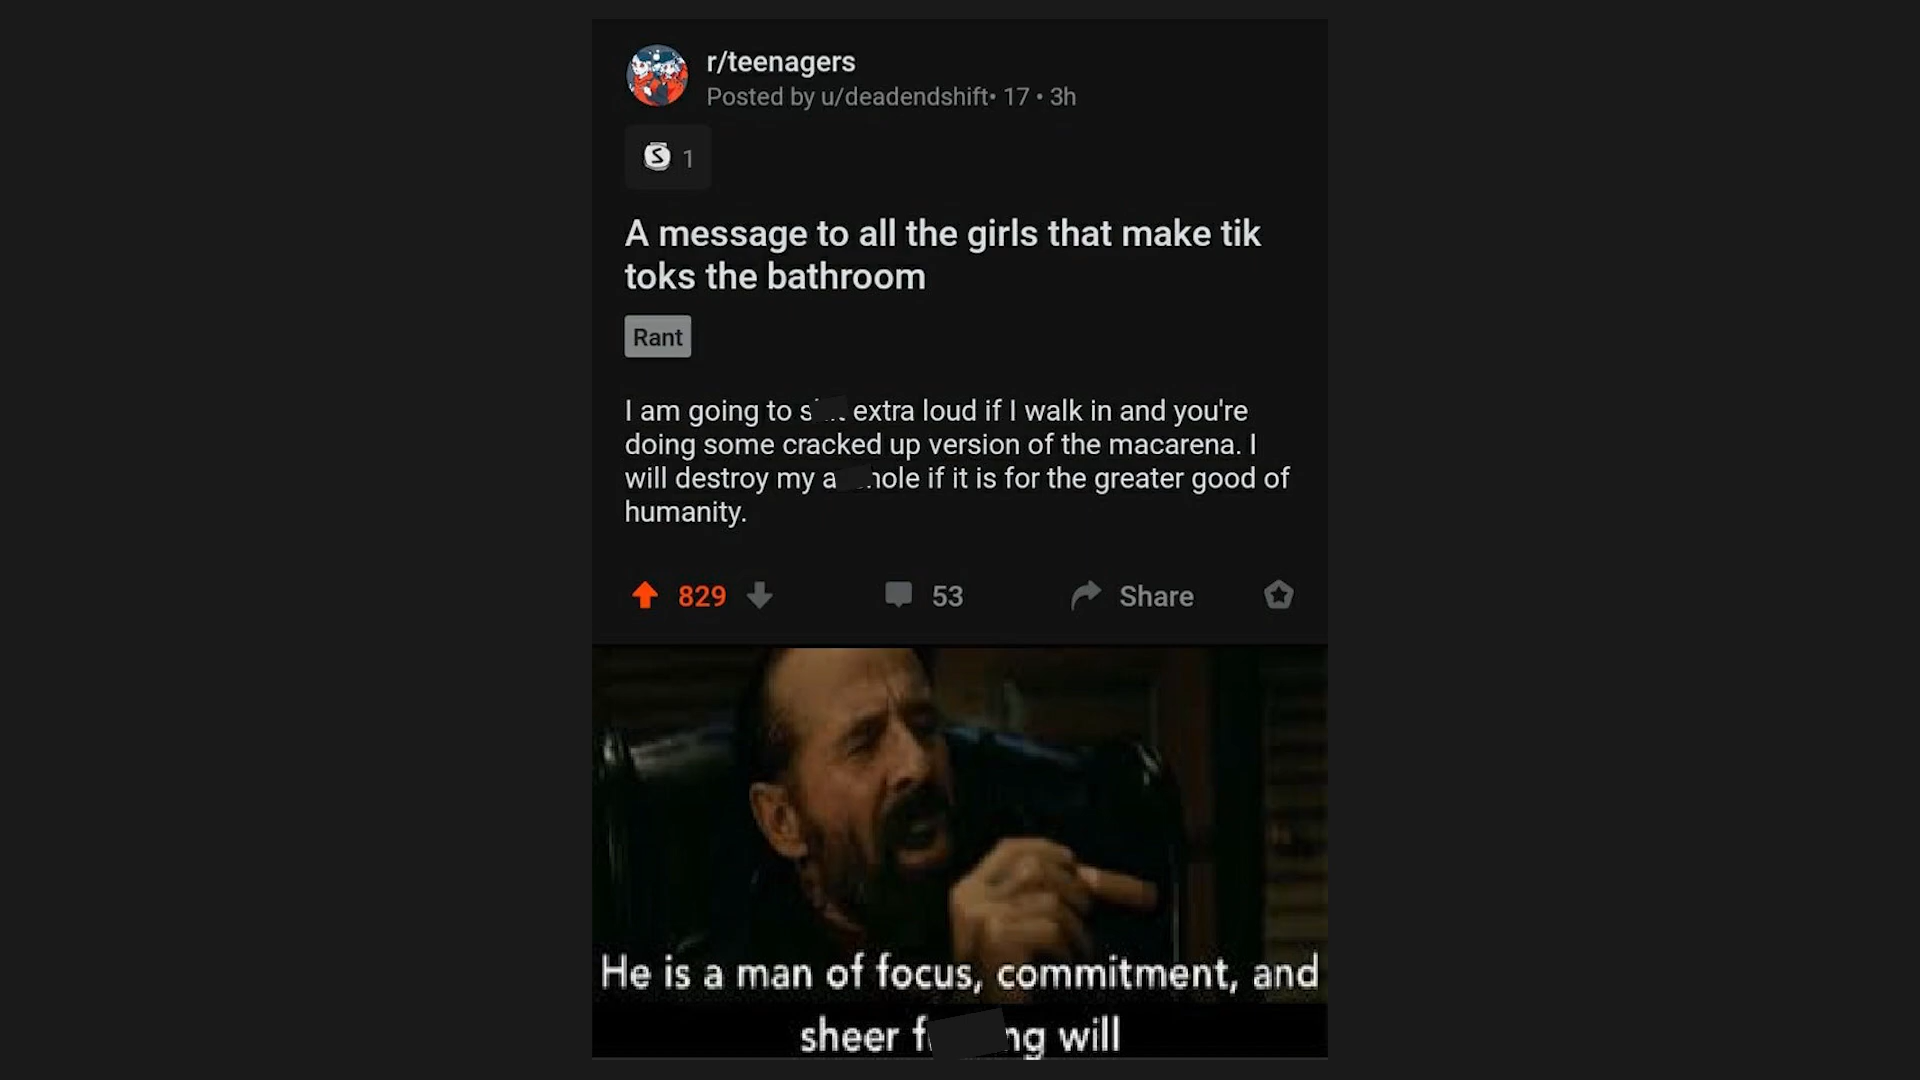 r/teenagers
Posted by u/deadendshift• 17 • 3h
S 1
A message to all the girls that make tik
toks the bathroom
Rant
I am going to extra loud if I walk in and you're
doing some cracked up version of the macarena. I
will destroy my if it is for the greater good of
humanity.
829 53 Share
He is a man of focus, commitment, and
sheer will